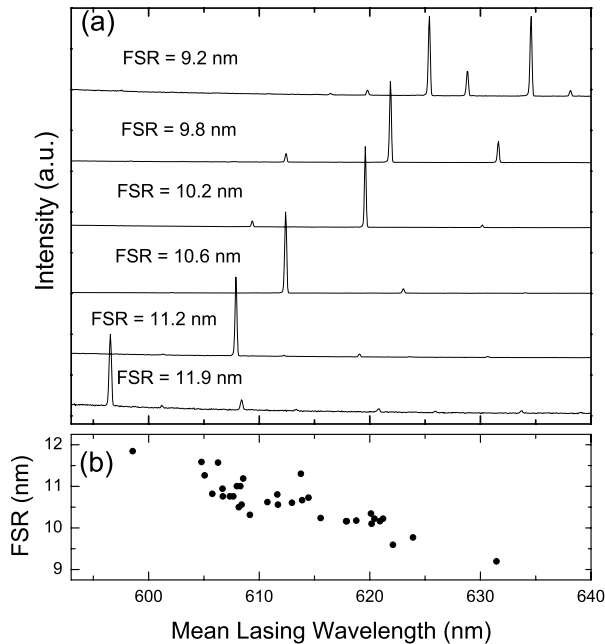 (a)
FSR = 9.2 nm
FSR = 9.8 nm
FSR = 10.2 nm
FSR = 10.6 nm
FSR = 11.2 nm
FSR = 11.9 nm
Intensity (a.u.)
(b)
12
11
10
9
FSR (nm)
600 610 620 630 640
Mean Lasing Wavelength (nm)